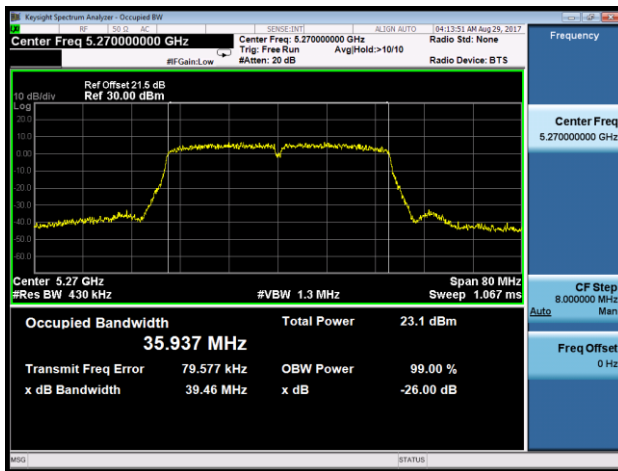 Keysight Spectrum Analyzer - Occupied BW
RF 50 Ω AC SENSE:INT ALIGN AUTO 04:13:51 AM Aug 29, 2017
Center Freq 5.270000000 GHz
Center Freq: 5.270000000 GHz
Radio Std: None
Trig: Free Run Avg|Hold:>10/10
#IFGain:Low
#Atten: 20 dB
Radio Device: BTS
Ref Offset 21.5 dB
10 dB/div Ref 30.00 dBm
Log
20.0
10.0
0.00
-10.0
-20.0
-30.0
-40.0
-50.0
-60.0
Center 5.27 GHz Span 80 MHz
#Res BW 430 kHz #VBW 1.3 MHz Sweep 1.067 ms
Occupied Bandwidth Total Power 23.1 dBm
35.937 MHz
Transmit Freq Error 79.577 kHz OBW Power 99.00 %
x dB Bandwidth 39.46 MHz x dB -26.00 dB
MSG STATUS
Frequency
Center Freq
5.270000000 GHz
CF Step
8.000000 MHz
Auto Man
Freq Offset
0 Hz